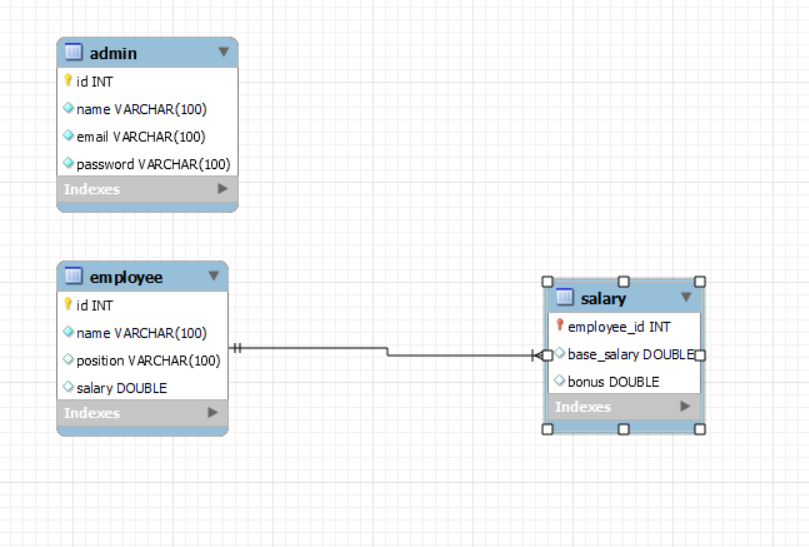 admin
id INT
name VARCHAR(100)
email VARCHAR(100)
password VARCHAR(100)
Indexes
employee
id INT
name VARCHAR(100)
position VARCHAR(100)
salary DOUBLE
Indexes
salary
employee_id INT
base_salary DOUBLE
bonus DOUBLE
Indexes